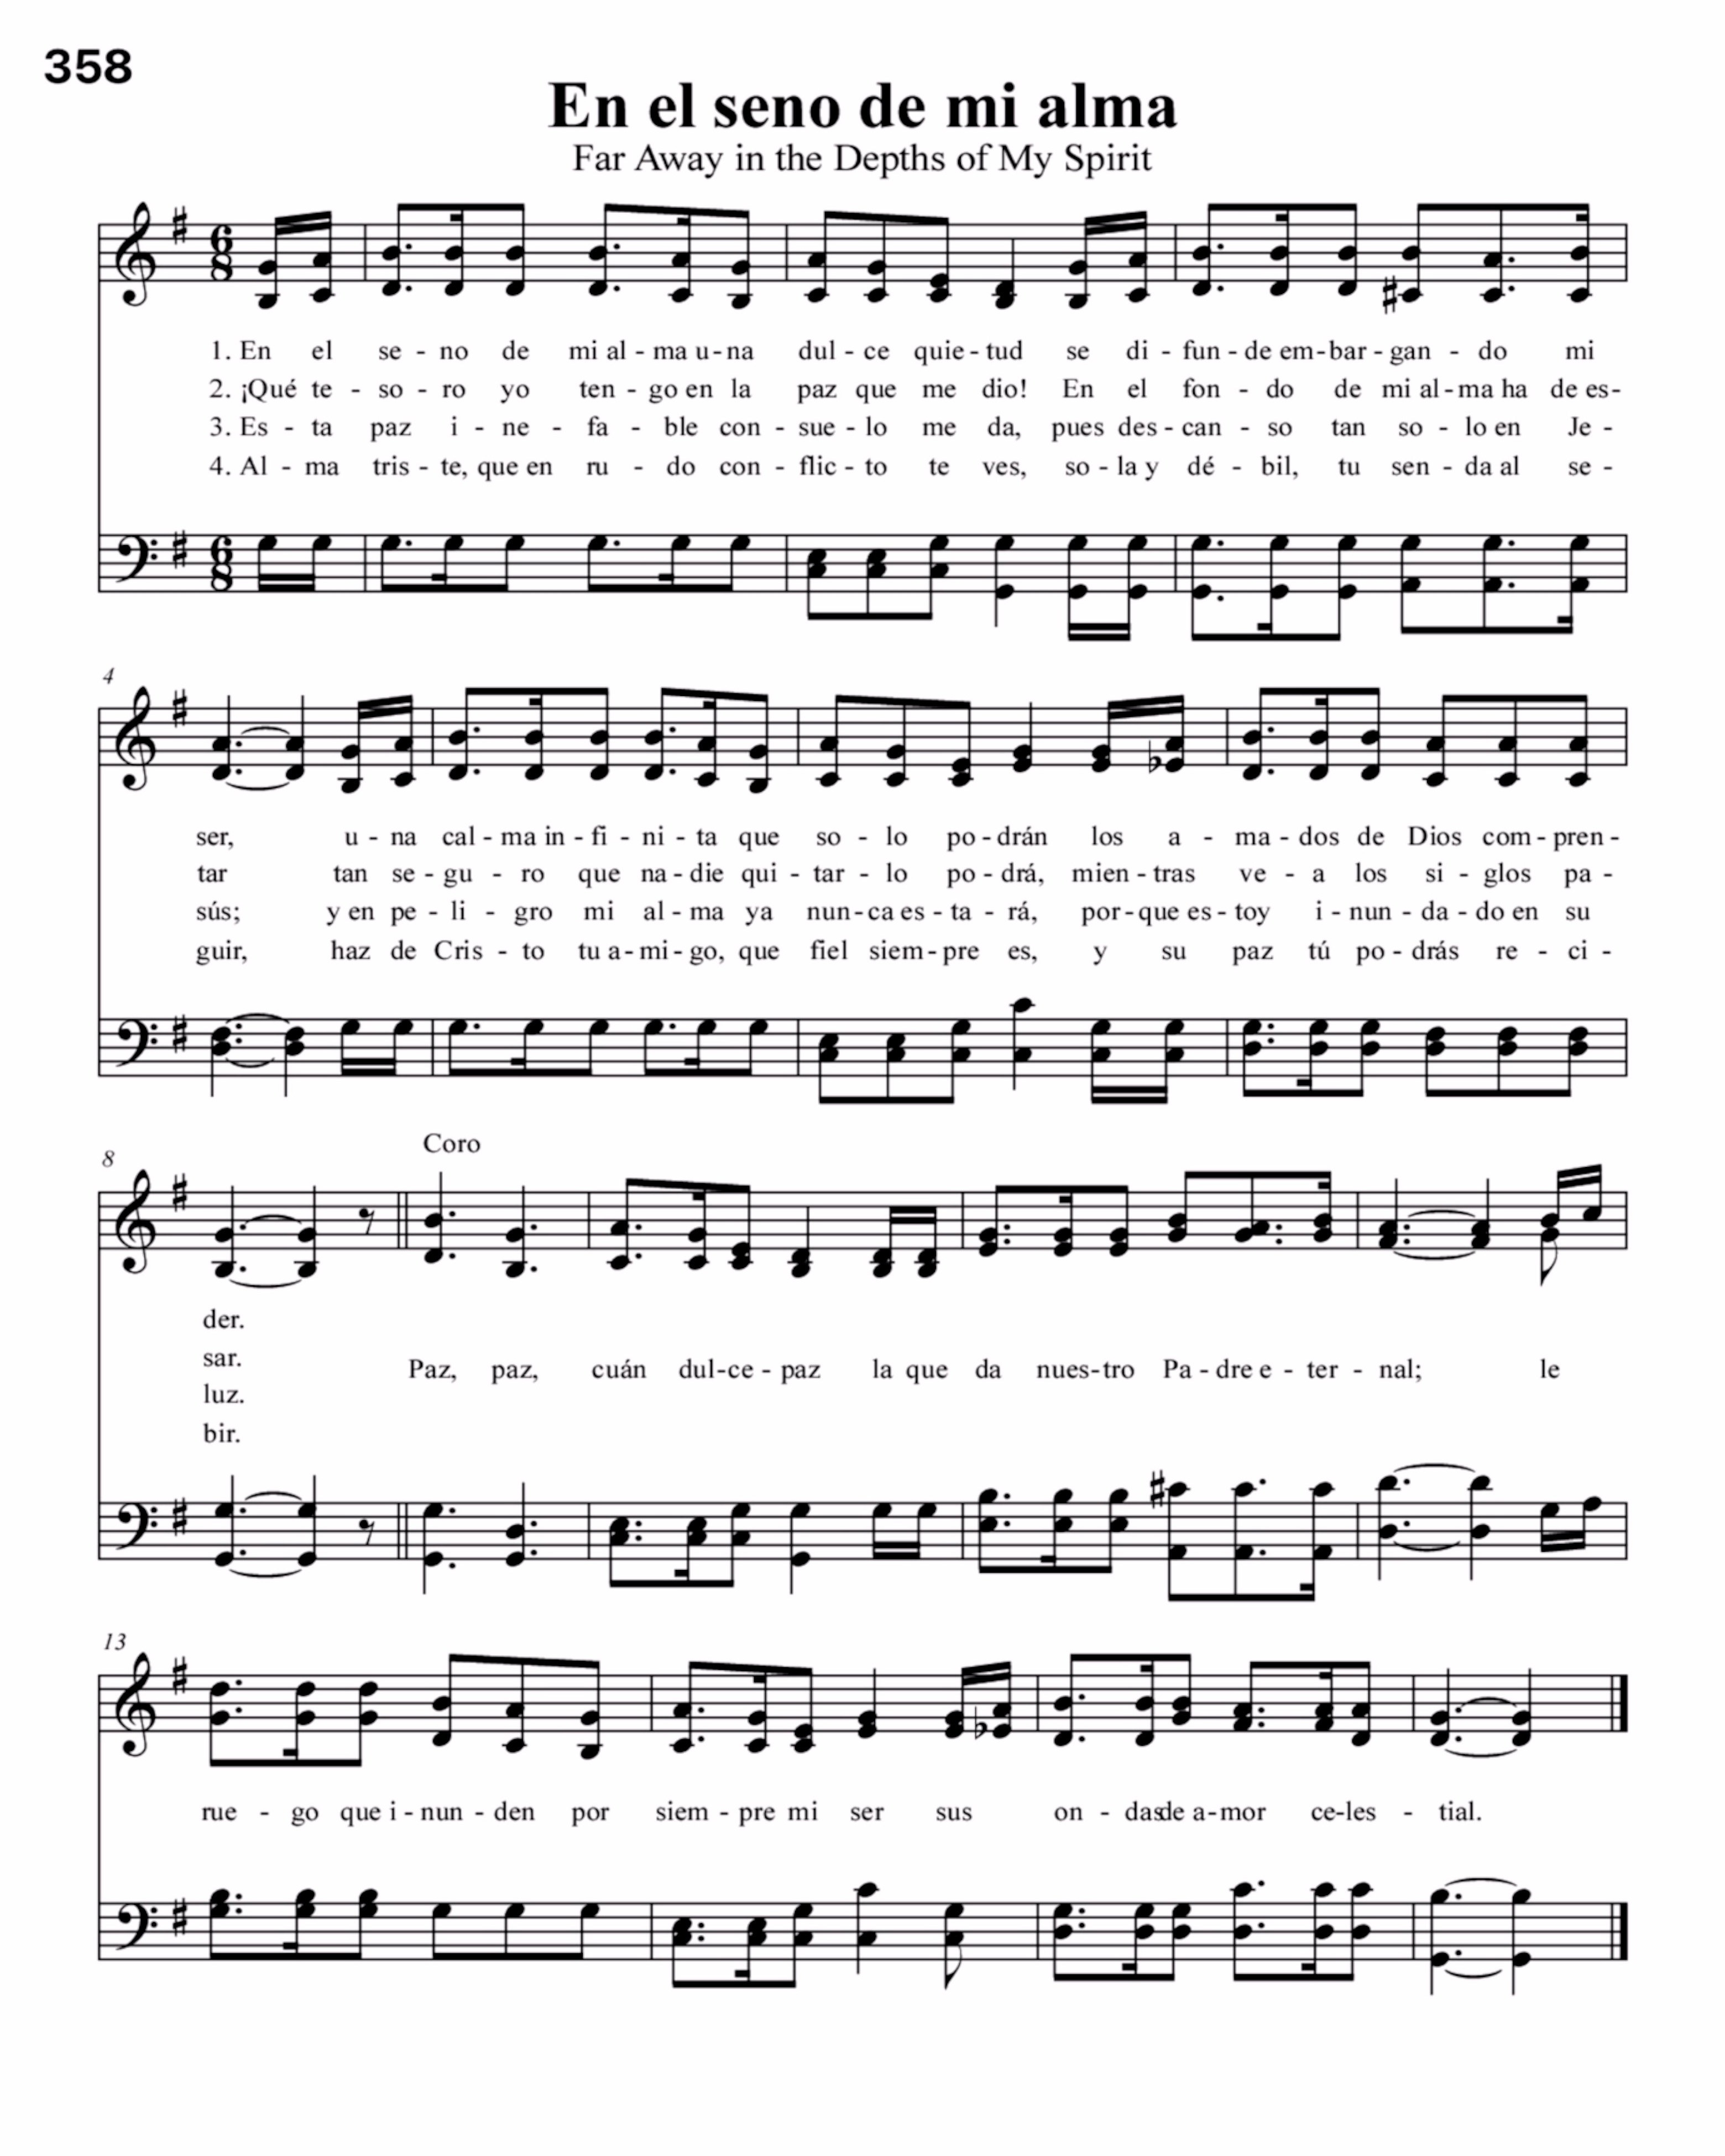 358
En el seno de mi alma
Far Away in the Depths of My Spirit
1. En el se - no de mi al - ma u - na dul - ce quie - tud se di - fun - de em - bar - gan - do mi
2. ¡Qué te - so - ro yo ten - go en la paz que me dio! En el fon - do de mi al - ma ha de es -
3. Es - ta paz i - ne - fa - ble con - sue - lo me da, pues des - can - so tan so - lo en Je -
4. Al - ma tris - te, que en ru - do con - flic - to te ves, so - la y dé - bil, tu sen - da al se -
4
ser, u - na cal - ma in - fi - ni - ta que so - lo po - drán los a - ma - dos de Dios com - pren -
tar tan se - gu - ro que na - die qui - tar - lo po - drá, mien - tras ve - a los si - glos pa -
sús; y en pe - li - gro mi al - ma ya nun - ca es - ta - rá, por - que es - toy i - nun - da - do en su
guir, haz de Cris - to tu a - mi - go, que fiel siem - pre es, y su paz tú po - drás re - ci -
8
Coro
der.
sar.
Paz, paz, cuán dul - ce - paz la que da nues - tro Pa - dre e - ter - nal; le
luz.
bir.
13
rue - go que i - nun - den por siem - pre mi ser sus on - das de a - mor ce - les - tial.